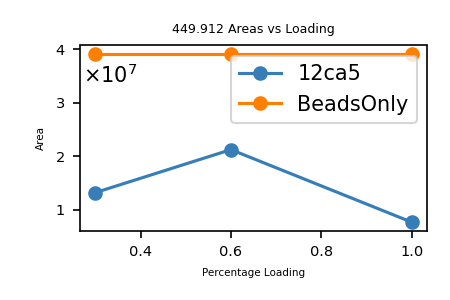 449.912 Areas vs Loading
4
×10⁷
3
2
1
Area
12ca5
BeadsOnly
0.4
0.6
0.8
1.0
Percentage Loading